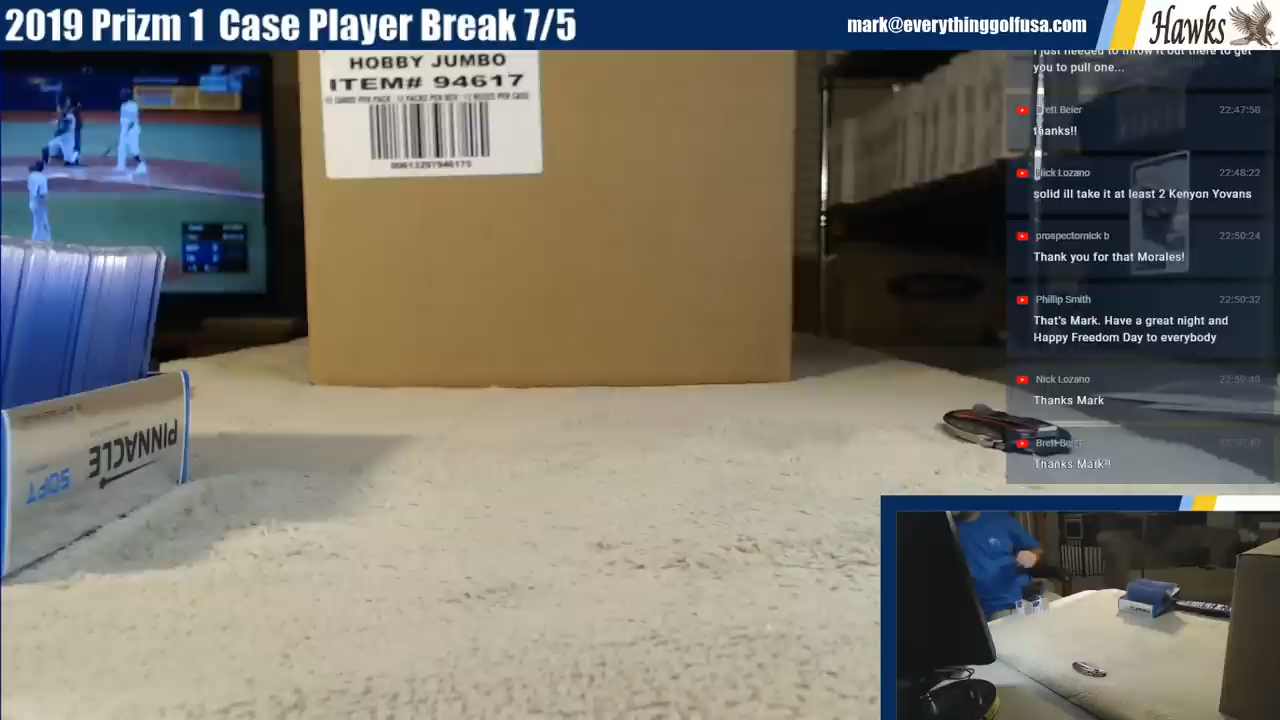 2019 Prizm 1 Case Player Break 7/5
mark@everythinggolfusa.com
Hawks
HOBBY JUMBO
ITEM# 94617
PINNACLE
SOFT
I just needed to throw it out there to get
you to pull one...
Brett Beier 22:47:50
thanks!!
Nick Lozano 22:48:22
solid ill take it at least 2 Kenyon Yovans
prospectornick b 22:50:24
Thank you for that Morales!
Phillip Smith 22:50:32
That's Mark. Have a great night and
Happy Freedom Day to everybody
Nick Lozano 22:50:40
Thanks Mark
Brett Beier
Thanks Mark!!